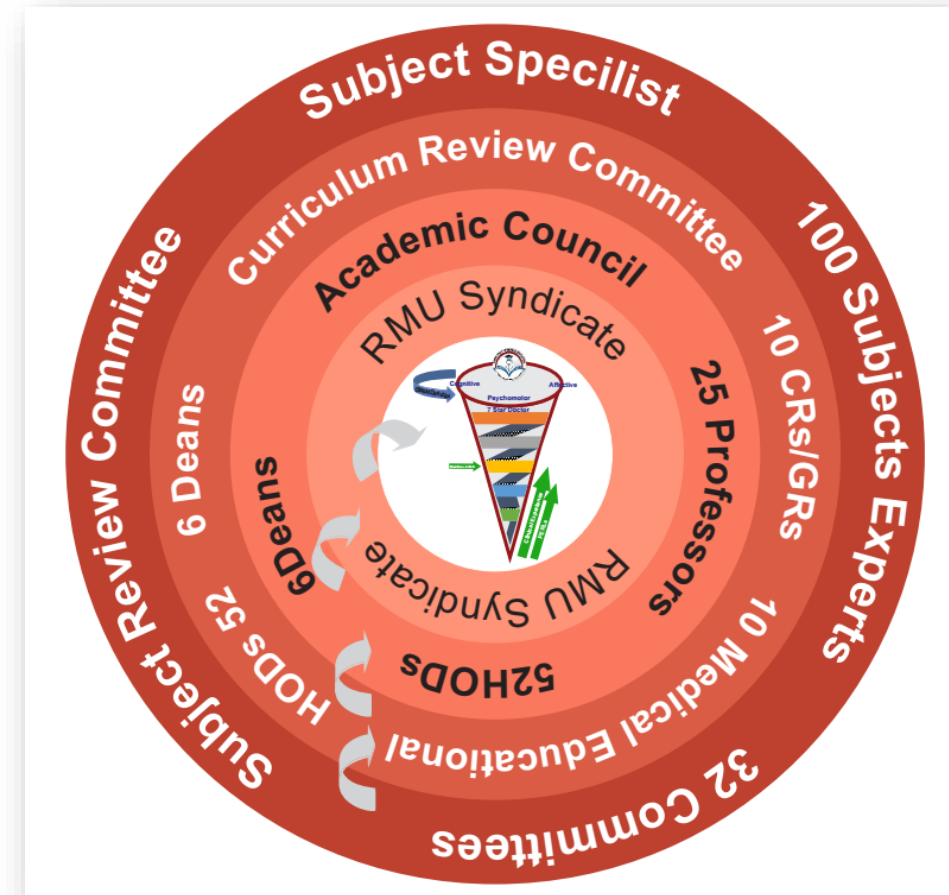 Subject Specilist
100 Subjects Experts
32 Committees
Subject Review Committee
Curriculum Review Committee
10 CRs/GRs
10 Medical Educational
HODs 52
6 Deans
Academic Council
25 Professors
52HODs
6Deans
RMU Syndicate
RMU Syndicate
Cognitive
Affective
Psychomotor
7 Star Doctor